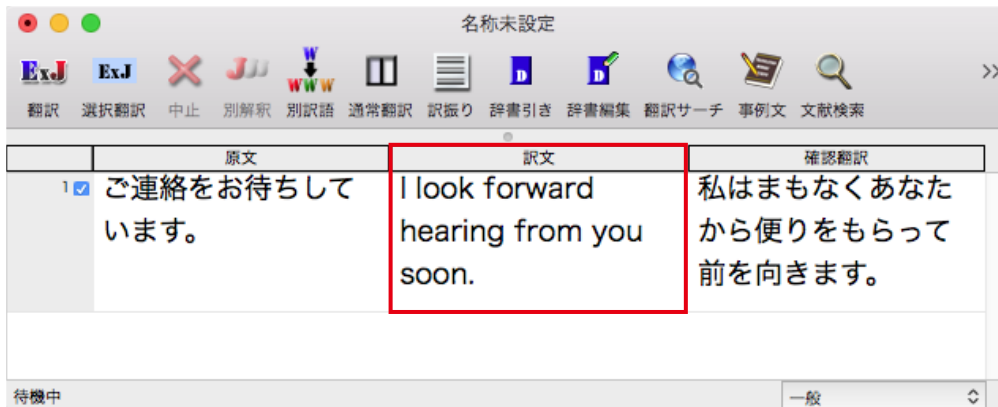 名称未設定
ExJ ExJ J W WWW D D
翻訳 選択翻訳 中止 別解釈 別訳語 通常翻訳 訳振り 辞書引き 辞書編集 翻訳サーチ 事例文 文献検索
原文 訳文 確認翻訳
1 ご連絡をお待ちして I look forward 私はまもなくあなた
います。 hearing from you から便りをもらって
soon. 前を向きます。
待機中 一般